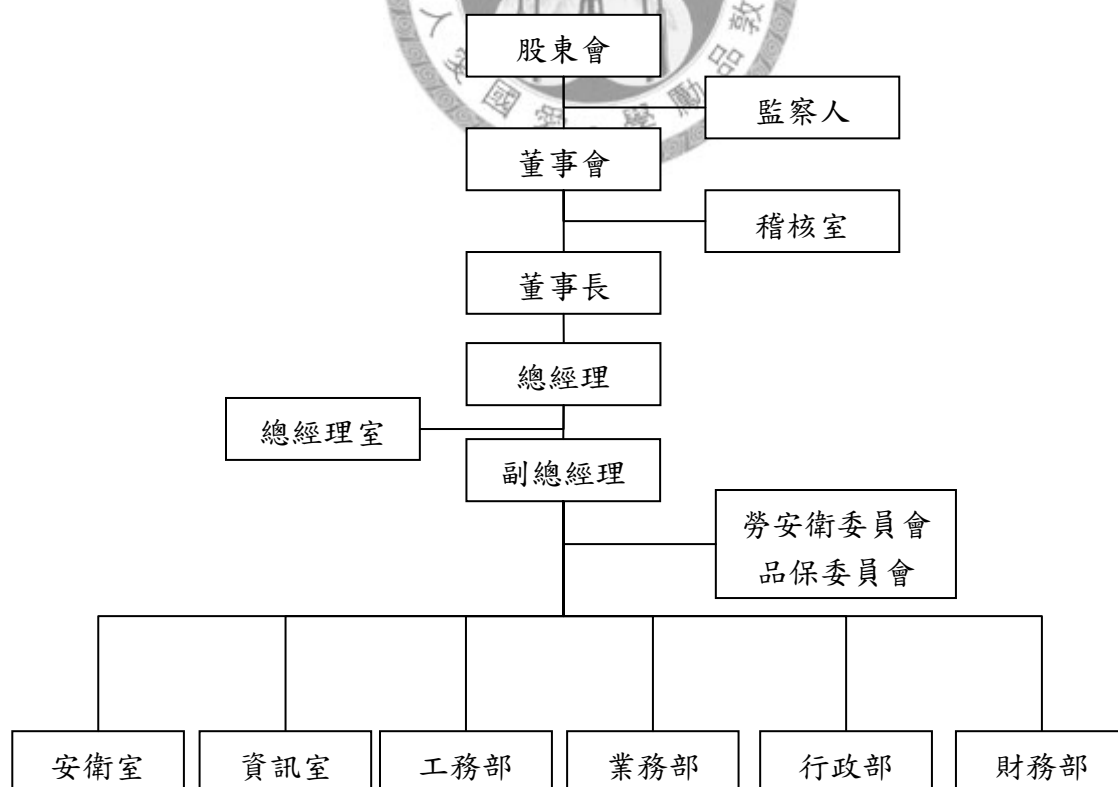 股東會
監察人
董事會
稽核室
董事長
總經理
總經理室
副總經理
勞安衛委員會
品保委員會
安衛室
資訊室
工務部
業務部
行政部
財務部